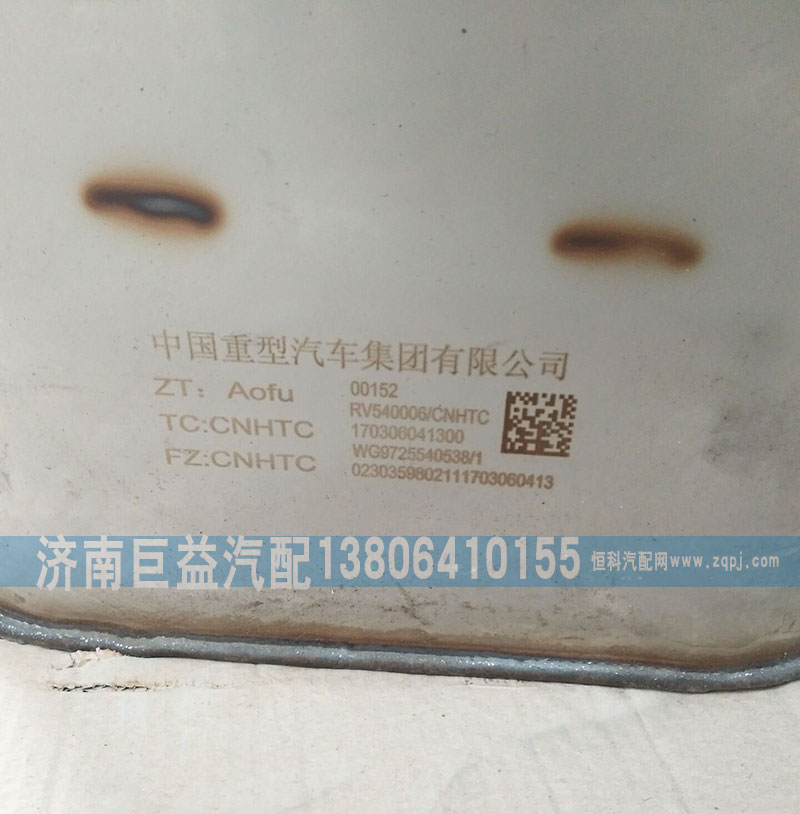 中国重型汽车集团有限公司
ZT：Aofu 00152
RV540006/CNHTC
TC:CNHTC 170306041300
WG9725540538/1
FZ:CNHTC 0230359802111703060413
济南巨益汽配13806410155 恒科汽配网www.zqpj.com